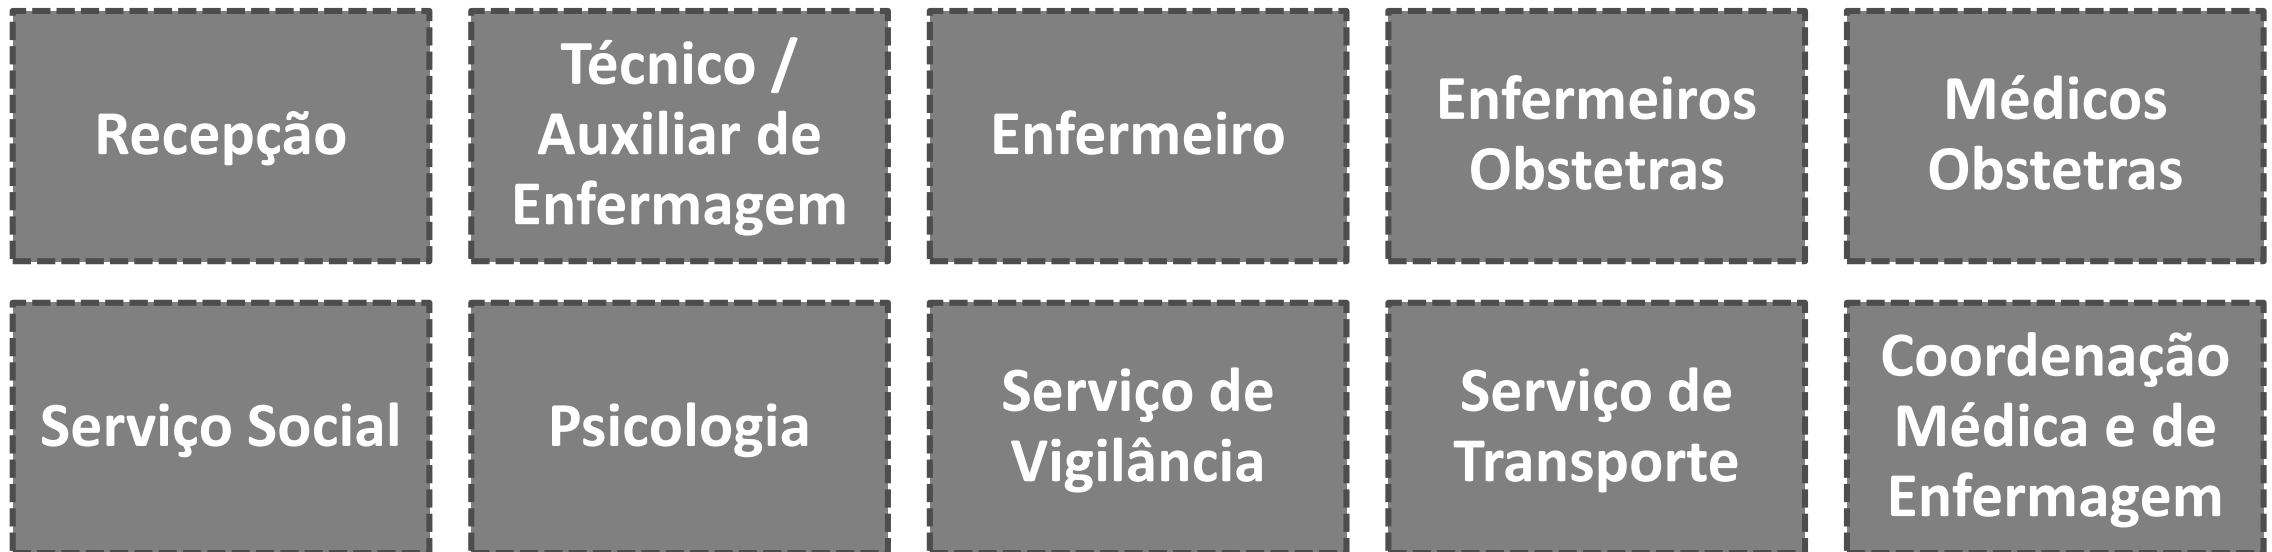 Recepção
Técnico /
Auxiliar de
Enfermagem
Enfermeiro
Enfermeiros
Obstetras
Médicos
Obstetras
Serviço Social
Psicologia
Serviço de
Vigilância
Serviço de
Transporte
Coordenação
Médica e de
Enfermagem